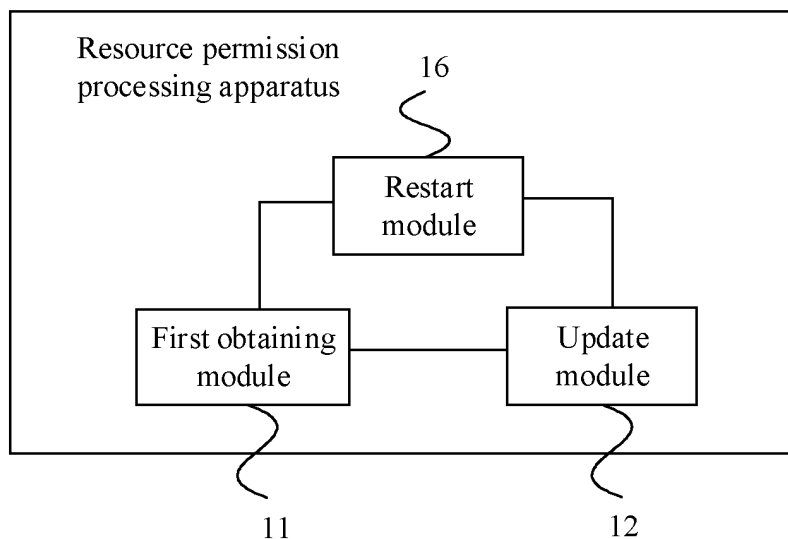 Resource permission
processing apparatus
16
Restart
module
First obtaining
module
Update
module
11
12